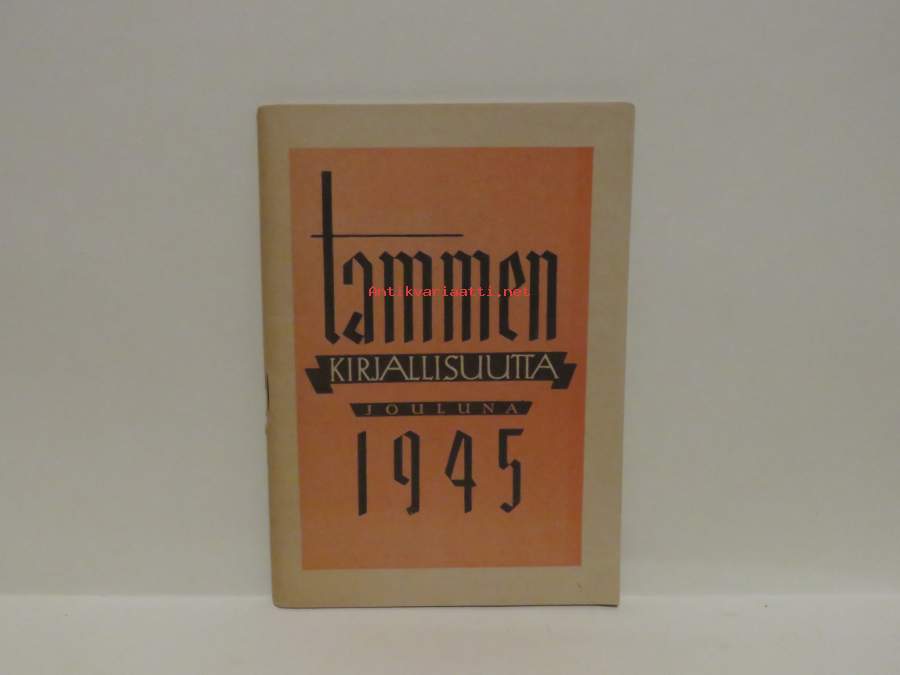 tammen
Antikvariaatti.net
KIRJALLISUUTTA
JOULUNA
1945